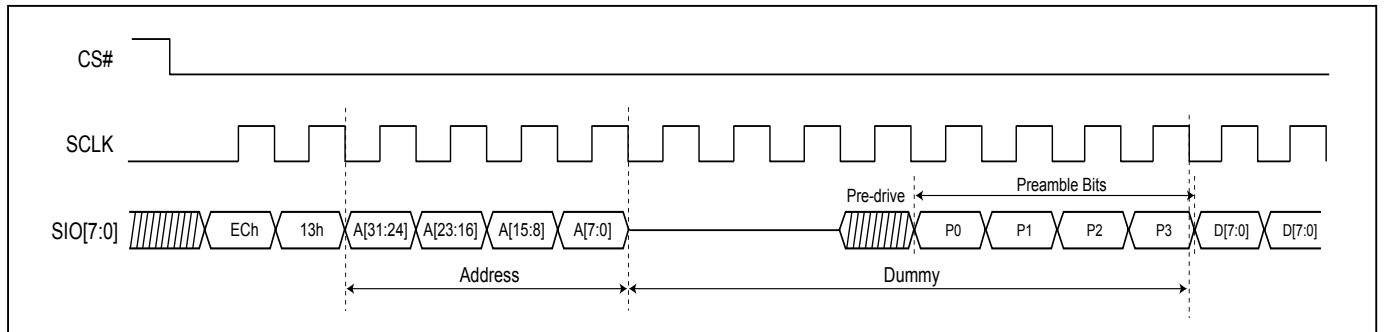 CS#
SCLK
Pre-drive Preamble Bits
SIO[7:0] ECh 13h A[31:24] A[23:16] A[15:8] A[7:0] P0 P1 P2 P3 D[7:0] D[7:0]
Address Dummy